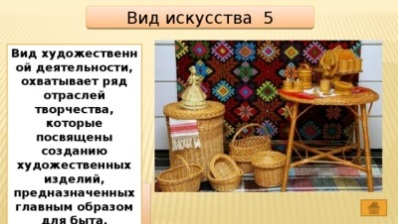 Вид искусства 5
Вид художественн
ой деятельности,
охватывает ряд
отраслей
творчества,
которые
посвящены
созданию
художественных
изделий,
предназначенных
главным образом
для быта.